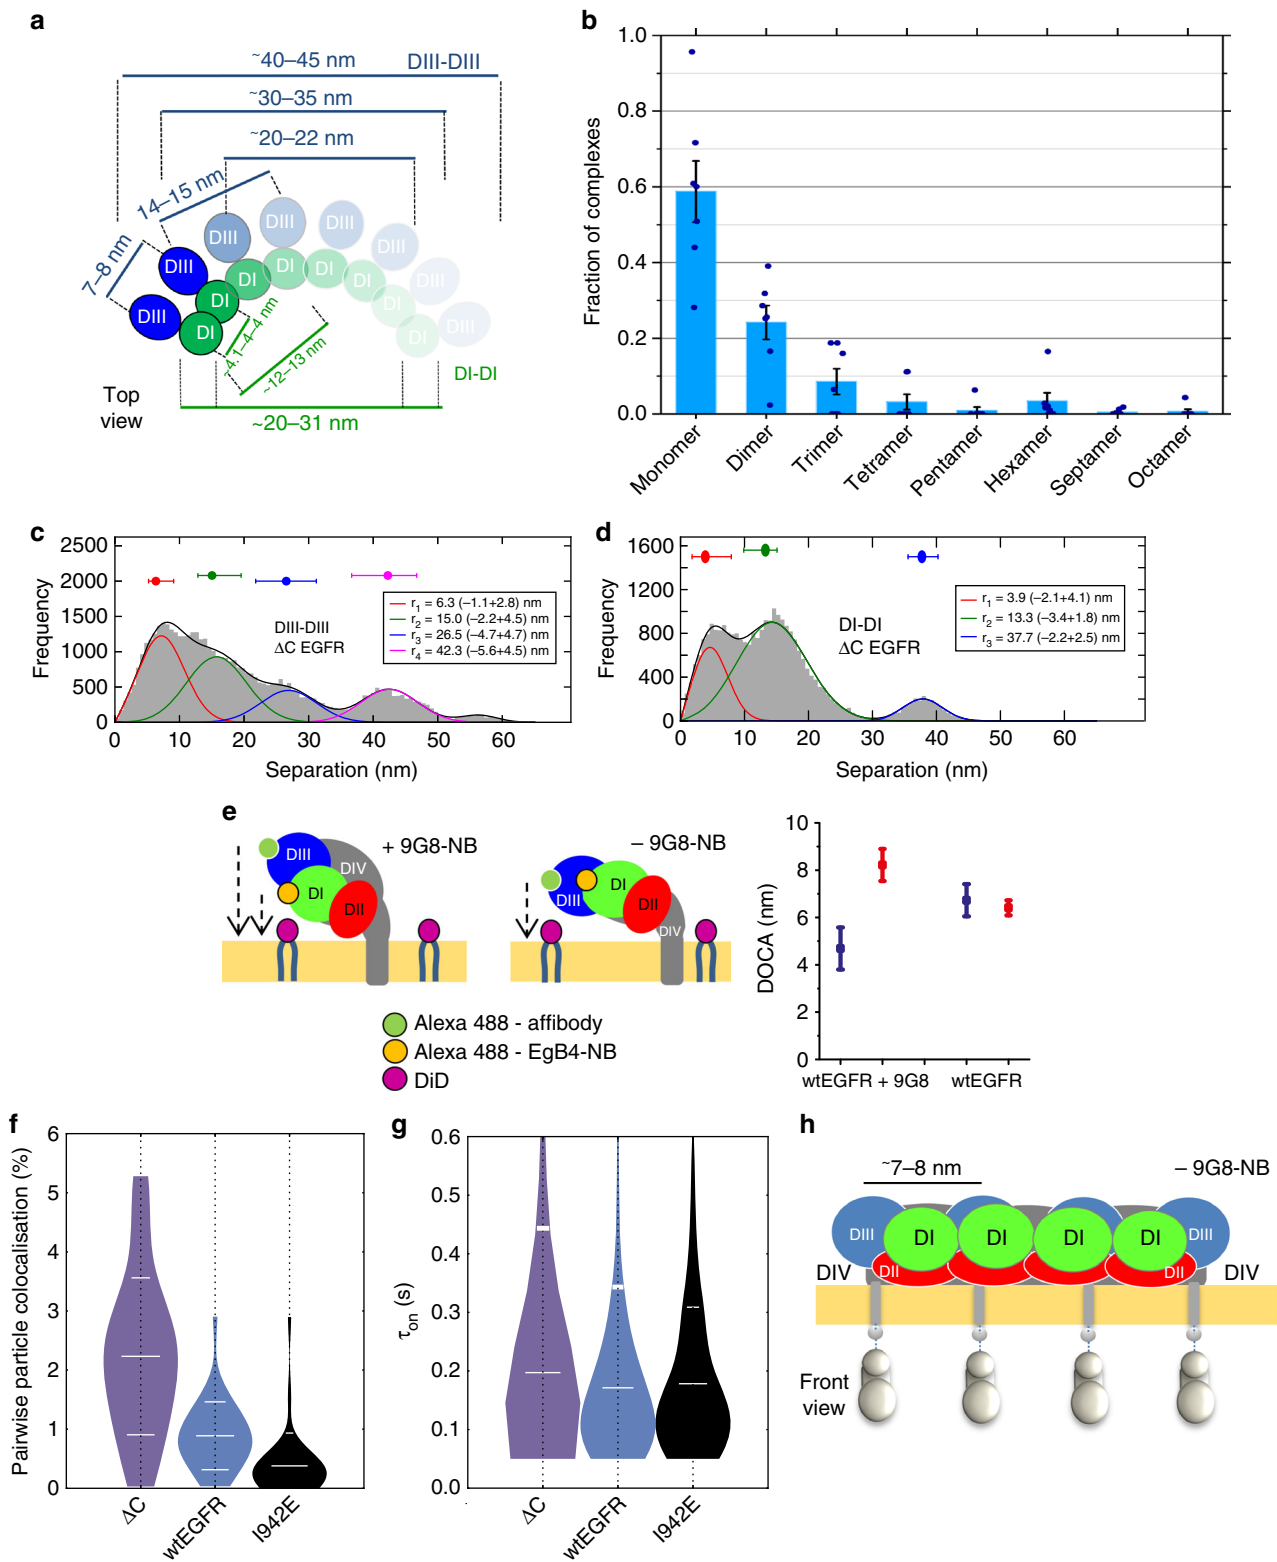 a
~40–45 nm
DIII-DIII
~30–35 nm
~20–22 nm
14–15 nm
7–8 nm
DIII
DIII
DIII
DIII
DIII
DIII
DIII
DIII
DI
DI
DI
DI
DI
DI
DI
DI
~4.1–4–4 nm
~12–13 nm
DI-DI
Top
view
~20–31 nm
b
Fraction of complexes
1.0
0.8
0.6
0.4
0.2
0.0
Monomer
Dimer
Trimer
Tetramer
Pentamer
Hexamer
Septamer
Octamer
c
Frequency
2500
2000
1500
1000
500
0
DIII-DIII
ΔC EGFR
r1 = 6.3 (−1.1+2.8) nm
r2 = 15.0 (−2.2+4.5) nm
r3 = 26.5 (−4.7+4.7) nm
r4 = 42.3 (−5.6+4.5) nm
0 10 20 30 40 50 60
Separation (nm)
d
Frequency
1600
1200
800
400
0
DI-DI
ΔC EGFR
r1 = 3.9 (−2.1+4.1) nm
r2 = 13.3 (−3.4+1.8) nm
r3 = 37.7 (−2.2+2.5) nm
0 10 20 30 40 50 60
Separation (nm)
e
+ 9G8-NB
DIII
DIV
DI
DII
– 9G8-NB
DIII
DI
DII
DIV
Alexa 488 - affibody
Alexa 488 - EgB4-NB
DiD
DOCA (nm)
10
8
6
4
2
0
wtEGFR + 9G8
wtEGFR
f
Pairwise particle colocalisation (%)
6
5
4
3
2
1
0
ΔC
wtEGFR
I942E
g
τon (s)
0.6
0.5
0.4
0.3
0.2
0.1
0.0
ΔC
wtEGFR
I942E
h
~7–8 nm
– 9G8-NB
DIII
DI
DI
DI
DI
DIII
DIV
DII
DII
DIV
Front
view